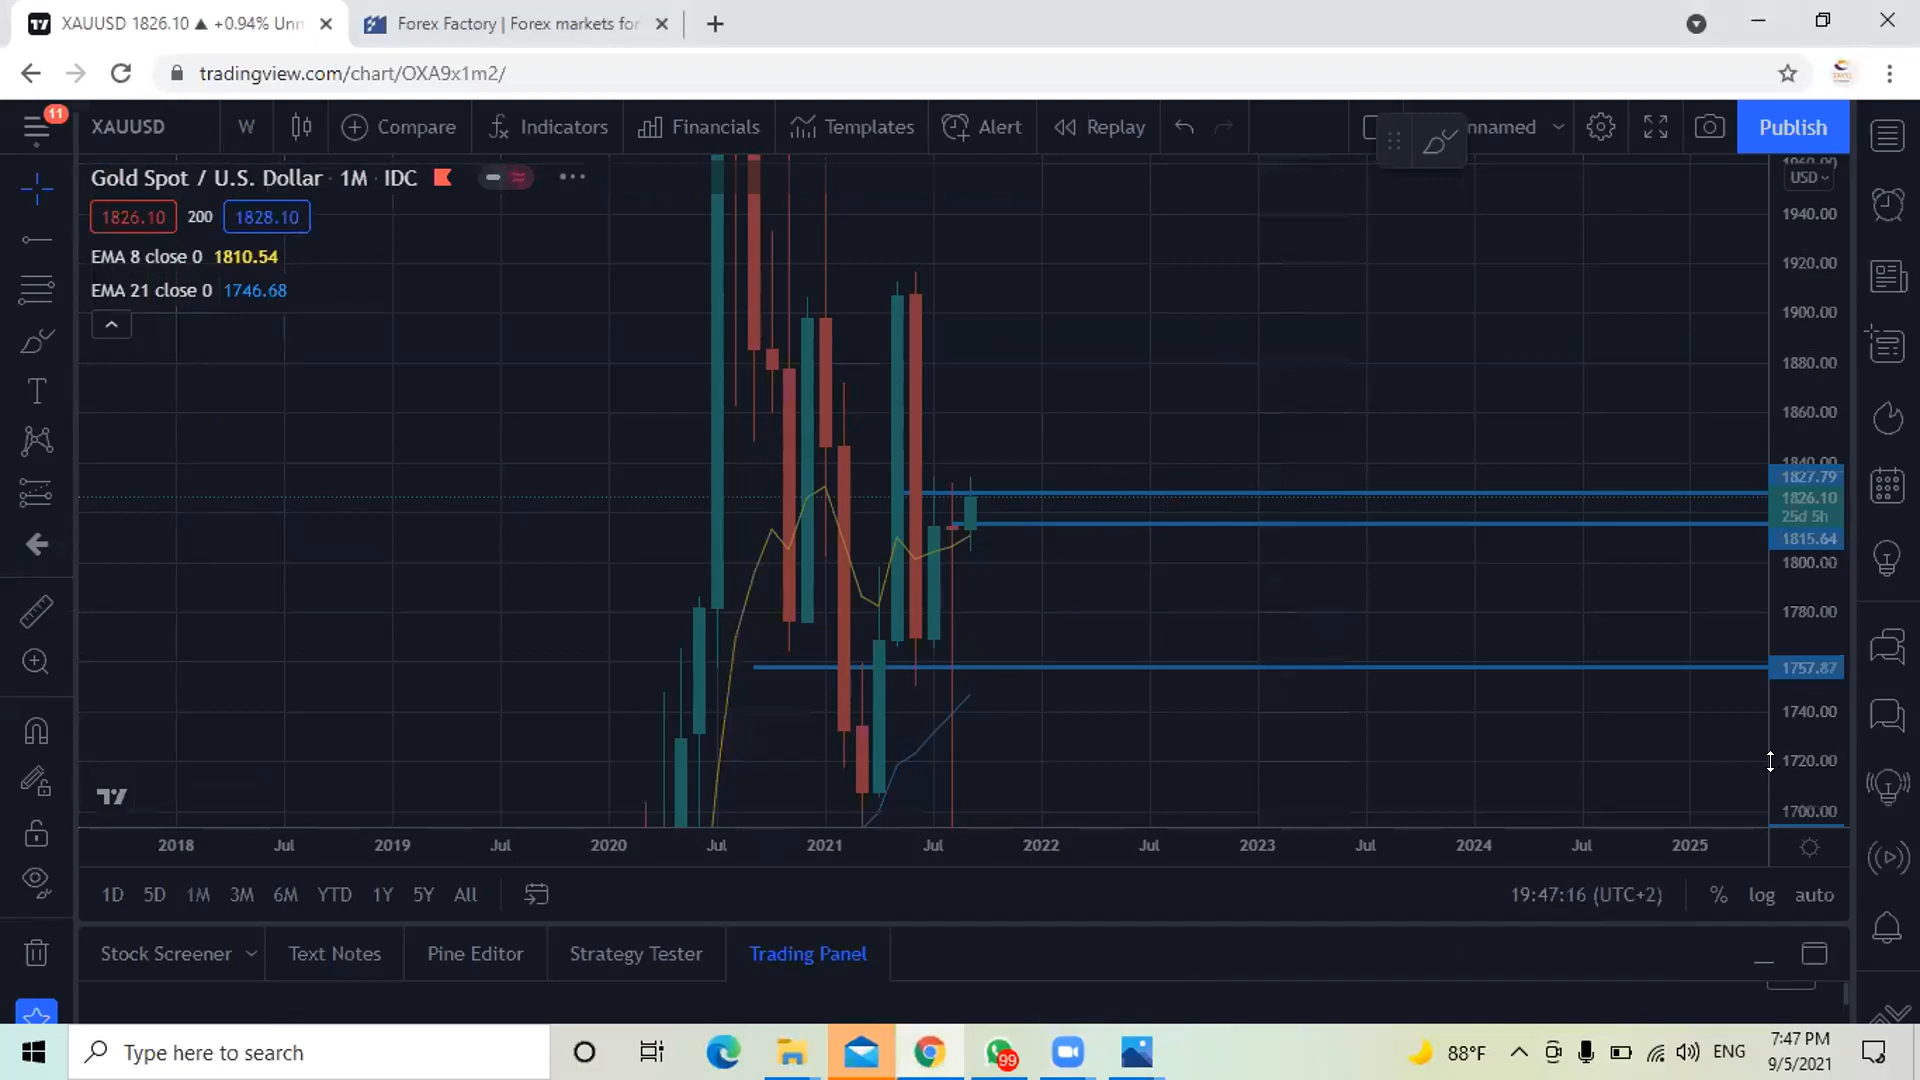 XAUUSD 1826.10 ▲ +0.94% Unn
Forex Factory | Forex markets for
tradingview.com/chart/OXA9x1m2/
11
XAUUSD
W
Compare
Indicators
Financials
Templates
Alert
Replay
nnamed
Publish
Gold Spot / U.S. Dollar · 1M · IDC
1826.10 200 1828.10
EMA 8 close 0 1810.54
EMA 21 close 0 1746.68
1960.00
USD
1940.00
1920.00
1900.00
1880.00
1860.00
1840.00
1827.79
1826.10
25d 5h
1815.64
1800.00
1780.00
1757.87
1740.00
1720.00
1700.00
2018 Jul 2019 Jul 2020 Jul 2021 Jul 2022 Jul 2023 Jul 2024 Jul 2025
1D 5D 1M 3M 6M YTD 1Y 5Y All
19:47:16 (UTC+2) % log auto
Stock Screener Text Notes Pine Editor Strategy Tester Trading Panel
Type here to search
99
88°F
ENG
7:47 PM
9/5/2021